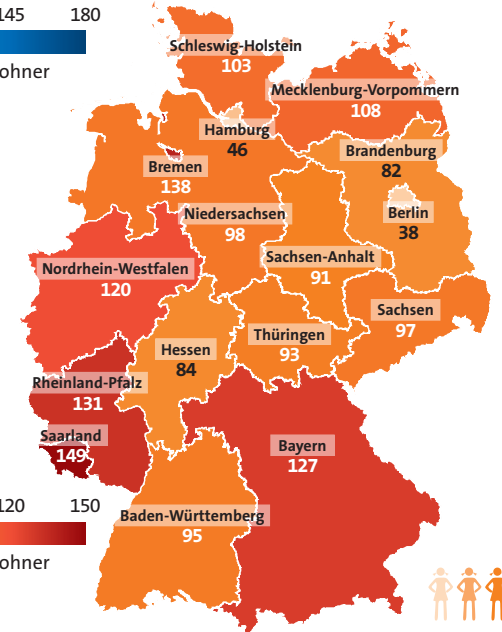 145 180
ohner
Schleswig-Holstein
103
Mecklenburg-Vorpommern
108
Hamburg
46
Brandenburg
82
Bremen
138
Berlin
38
Niedersachsen
98
Sachsen-Anhalt
91
Nordrhein-Westfalen
120
Sachsen
97
Thüringen
93
Hessen
84
Rheinland-Pfalz
131
Saarland
149
Bayern
127
120 150
Baden-Württemberg
95
ohner